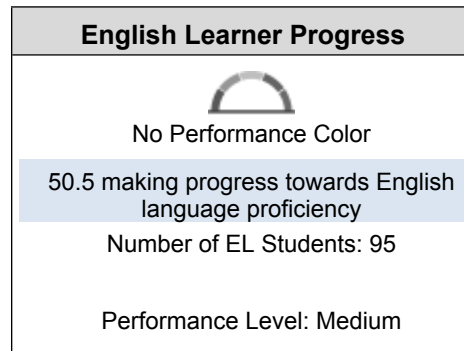 English Learner Progress
No Performance Color
50.5 making progress towards English
language proficiency
Number of EL Students: 95
Performance Level: Medium